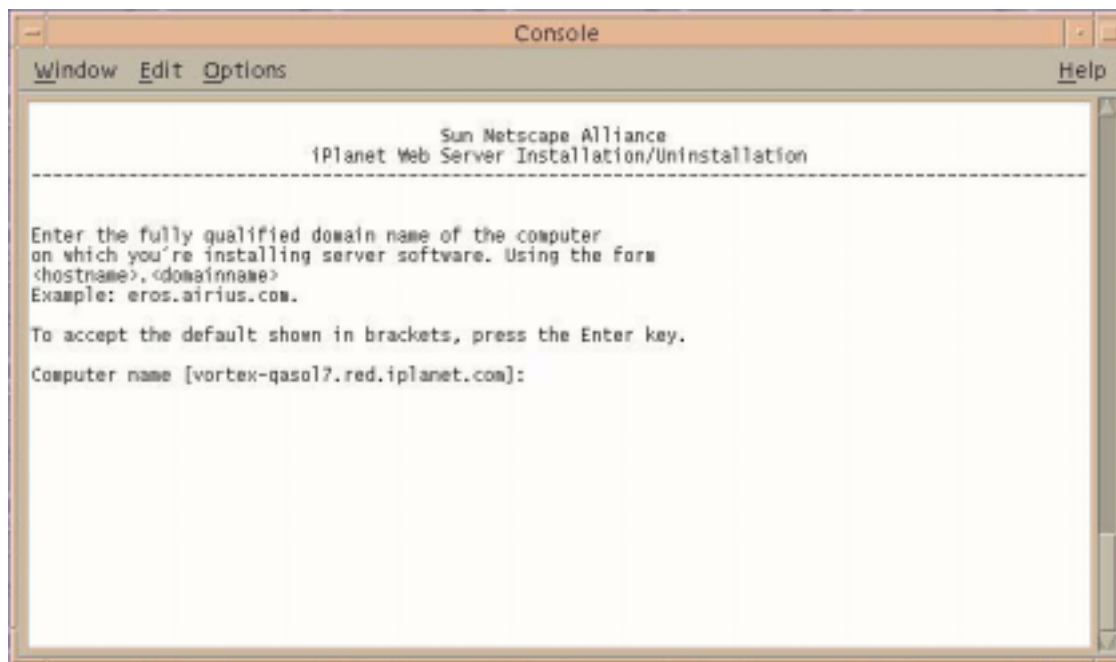 Console
Window Edit Options Help
Sun Netscape Alliance
iPlanet Web Server Installation/Uninstallation
--------------------------------------------------------------------------------
Enter the fully qualified domain name of the computer
on which you're installing server software. Using the form
<hostname>.<domainname>
Example: eros.airius.com.
To accept the default shown in brackets, press the Enter key.
Computer name [vortex-qasol7.red.iplanet.com]: